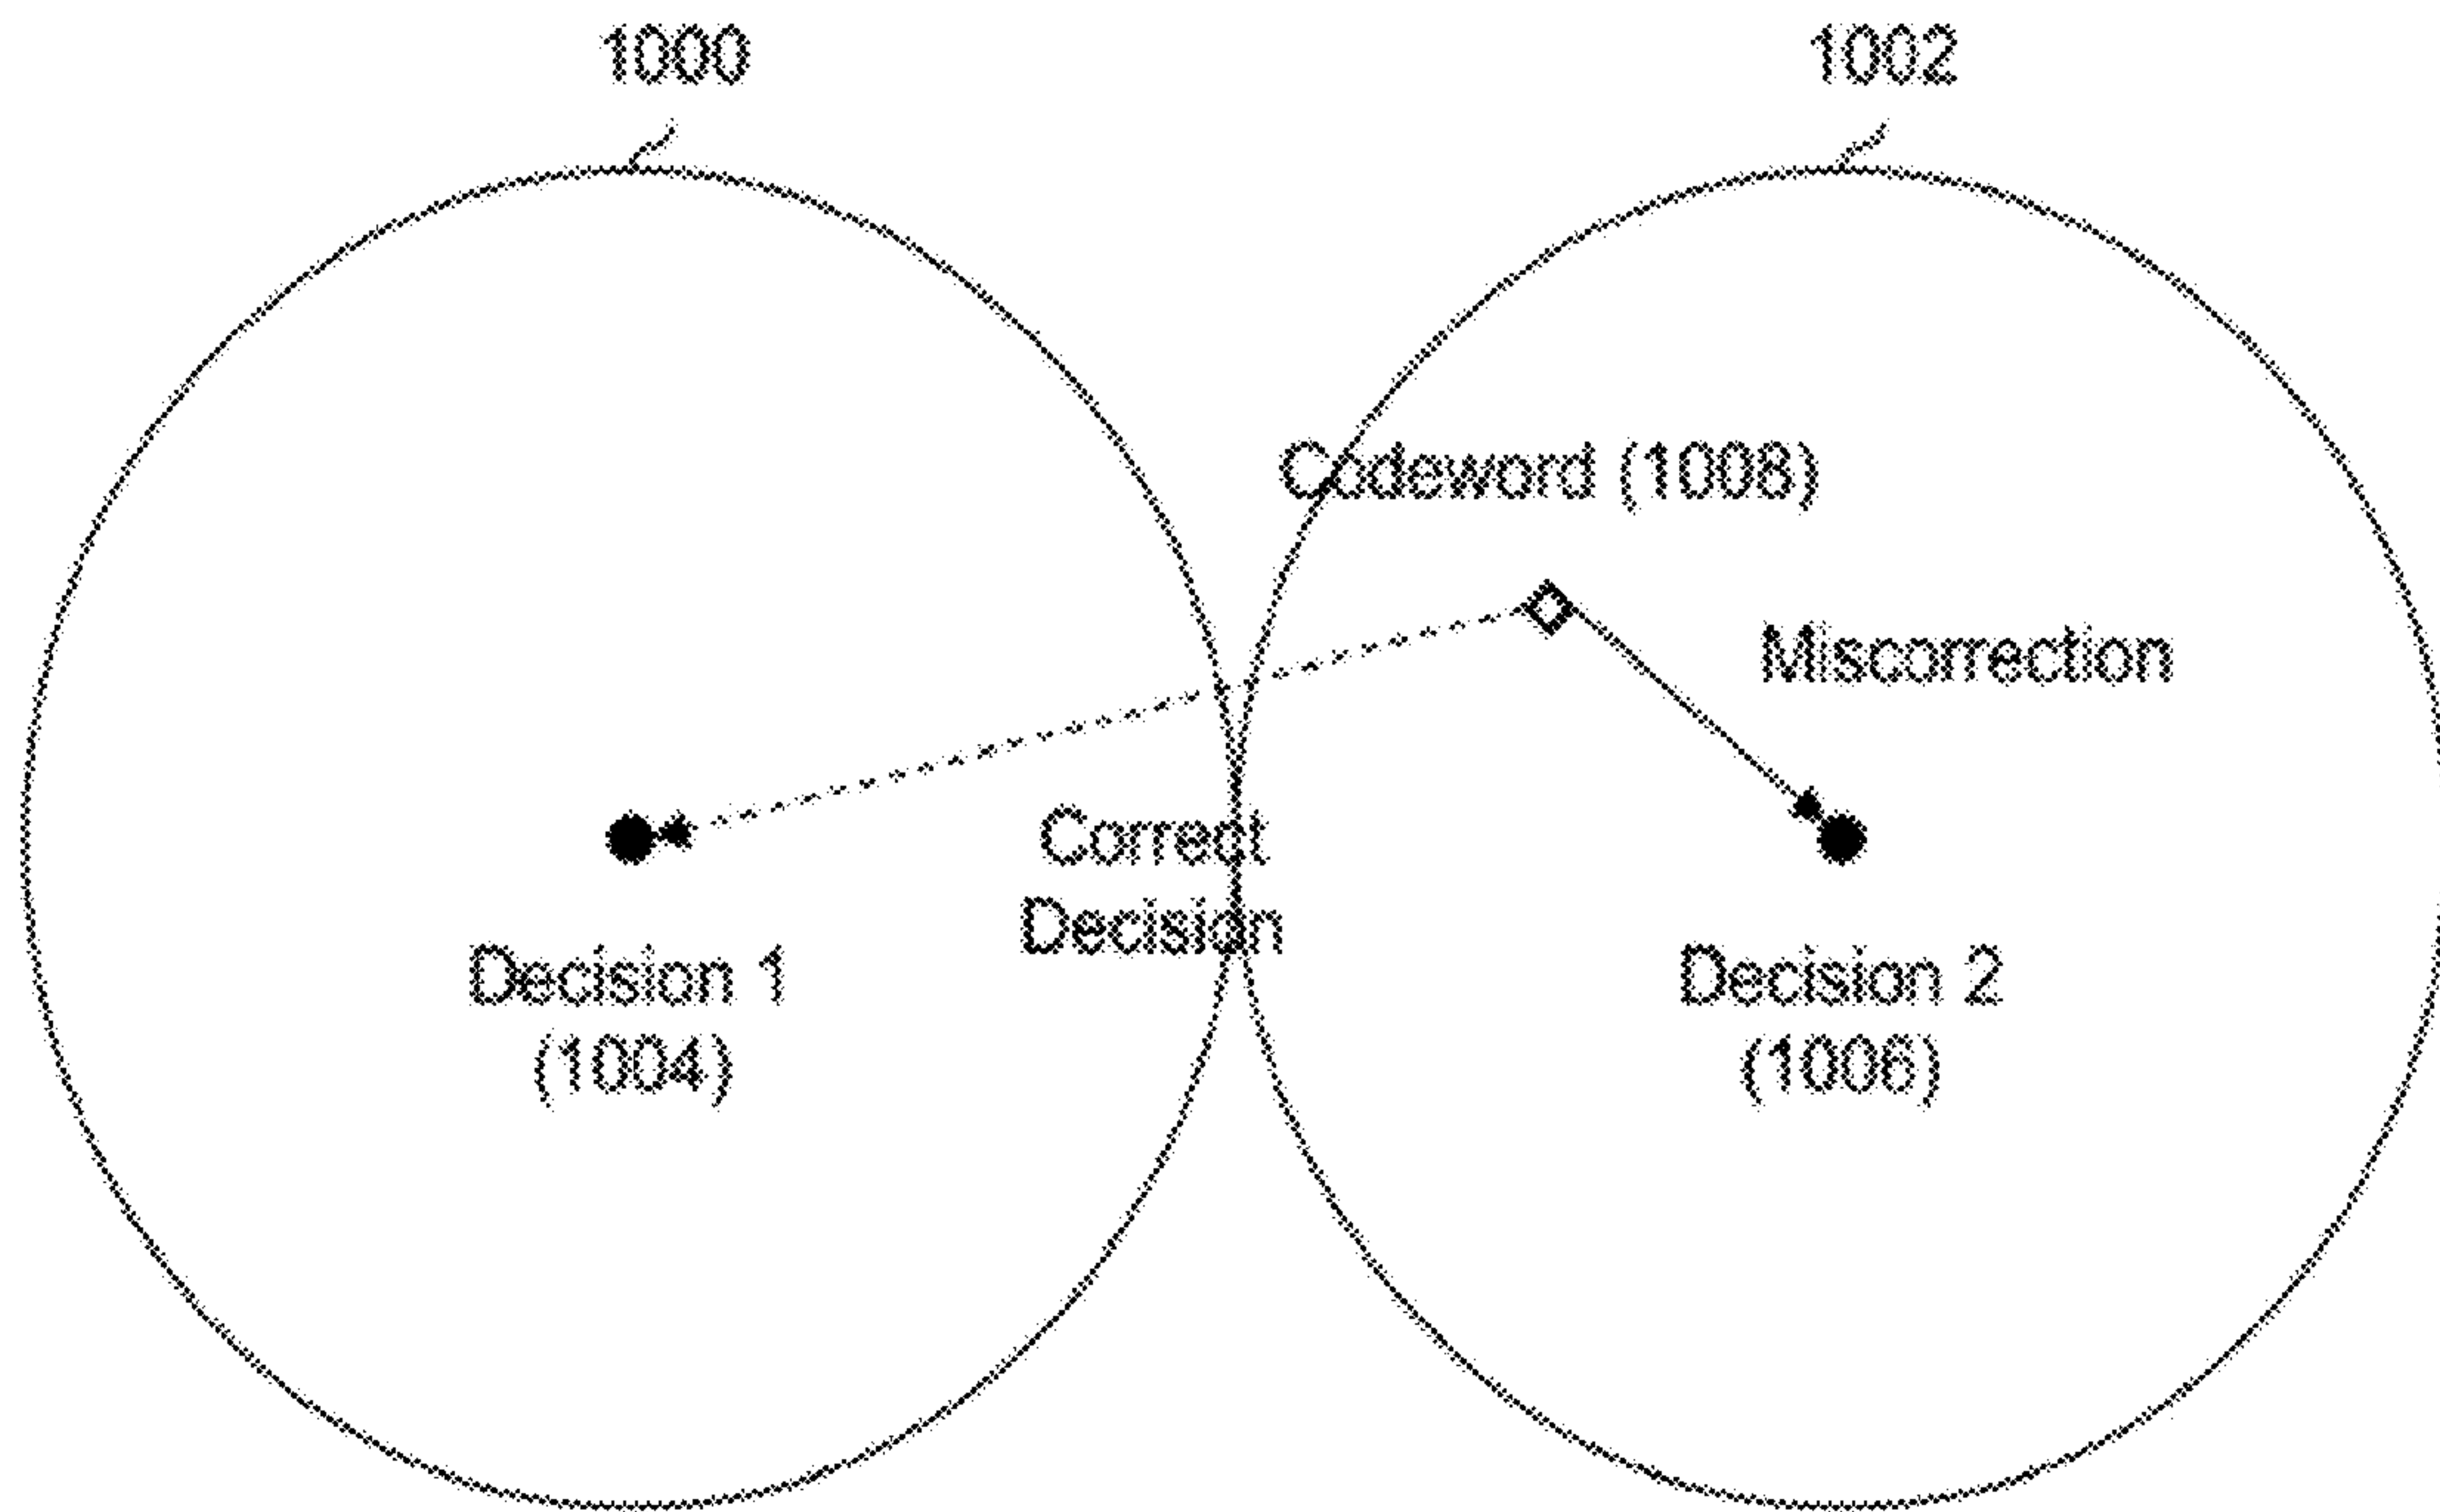 1000
1002
Codeword (1008)
Miscorrection
Correct
Decision
Decision 1
(1004)
Decision 2
(1006)